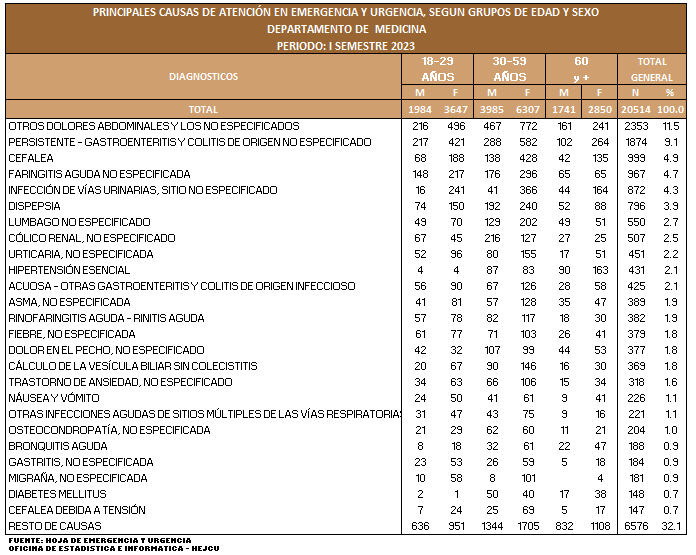 PRINCIPALES CAUSAS DE ATENCIÓN EN EMERGENCIA Y URGENCIA, SEGUN GRUPOS DE EDAD Y SEXO
DEPARTAMENTO DE MEDICINA
PERIODO: I SEMESTRE 2023
DIAGNOSTICOS 18-29 AÑOS 30-59 AÑOS 60 y + TOTAL GENERAL
M F M F M F N %
TOTAL 1984 3647 3985 6307 1741 2850 20514 100.0
OTROS DOLORES ABDOMINALES Y LOS NO ESPECIFICADOS 216 496 467 772 161 241 2353 11.5
PERSISTENTE - GASTROENTERITIS Y COLITIS DE ORIGEN NO ESPECIFICADO 217 421 288 582 102 264 1874 9.1
CEFALEA 68 188 138 428 42 135 999 4.9
FARINGITIS AGUDA NO ESPECIFICADA 148 217 176 296 65 65 967 4.7
INFECCIÓN DE VÍAS URINARIAS, SITIO NO ESPECIFICADO 16 241 41 366 44 164 872 4.3
DISPEPSIA 74 150 192 240 52 88 796 3.9
LUMBAGO NO ESPECIFICADO 49 70 129 202 49 51 550 2.7
CÓLICO RENAL, NO ESPECIFICADO 67 45 216 127 27 25 507 2.5
URTICARIA, NO ESPECIFICADA 52 96 80 155 17 51 451 2.2
HIPERTENSIÓN ESENCIAL 4 4 87 83 90 163 431 2.1
ACUOSA - OTRAS GASTROENTERITIS Y COLITIS DE ORIGEN INFECCIOSO 56 90 67 126 28 58 425 2.1
ASMA, NO ESPECIFICADA 41 81 57 128 35 47 389 1.9
RINOFARINGITIS AGUDA - RINITIS AGUDA 57 78 82 117 18 30 382 1.9
FIEBRE, NO ESPECIFICADA 61 77 71 103 26 41 379 1.8
DOLOR EN EL PECHO, NO ESPECIFICADO 42 32 107 99 44 53 377 1.8
CÁLCULO DE LA VESÍCULA BILIAR SIN COLECISTITIS 20 67 90 146 16 30 369 1.8
TRASTORNO DE ANSIEDAD, NO ESPECIFICADO 34 63 66 106 15 34 318 1.6
NÁUSEA Y VÓMITO 24 50 41 61 9 41 226 1.1
OTRAS INFECCIONES AGUDAS DE SITIOS MÚLTIPLES DE LAS VÍAS RESPIRATORIAS 31 47 43 75 9 16 221 1.1
OSTEOCONDROPATÍA, NO ESPECIFICADA 21 29 62 60 11 21 204 1.0
BRONQUITIS AGUDA 8 18 32 61 22 47 188 0.9
GASTRITIS, NO ESPECIFICADA 23 53 26 59 5 18 184 0.9
MIGRAÑA, NO ESPECIFICADA 10 58 8 101 4 181 0.9
DIABETES MELLITUS 2 1 50 40 17 38 148 0.7
CEFALEA DEBIDA A TENSIÓN 7 24 25 69 5 17 147 0.7
RESTO DE CAUSAS 636 951 1344 1705 832 1108 6576 32.1
FUENTE: HOJA DE EMERGENCIA Y URGENCIA
OFICINA DE ESTADISTICA E INFORMATICA - HEJCU